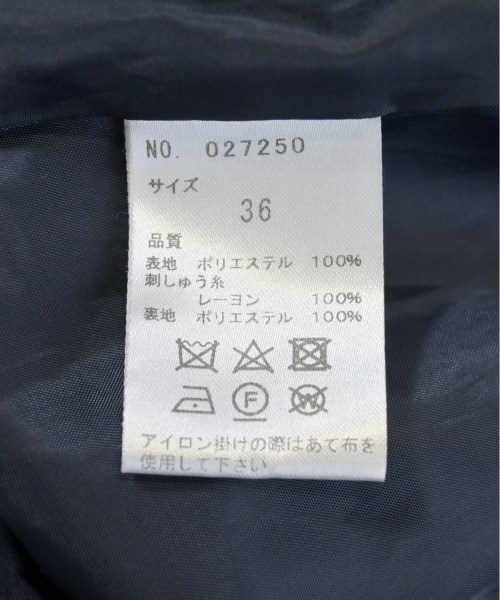 NO. 027250
サイズ
36
品質
表地 ポリエステル 100%
刺しゅう糸
レーヨン 100%
裏地 ポリエステル 100%
F W
アイロン掛けの際はあて布を
使用して下さい